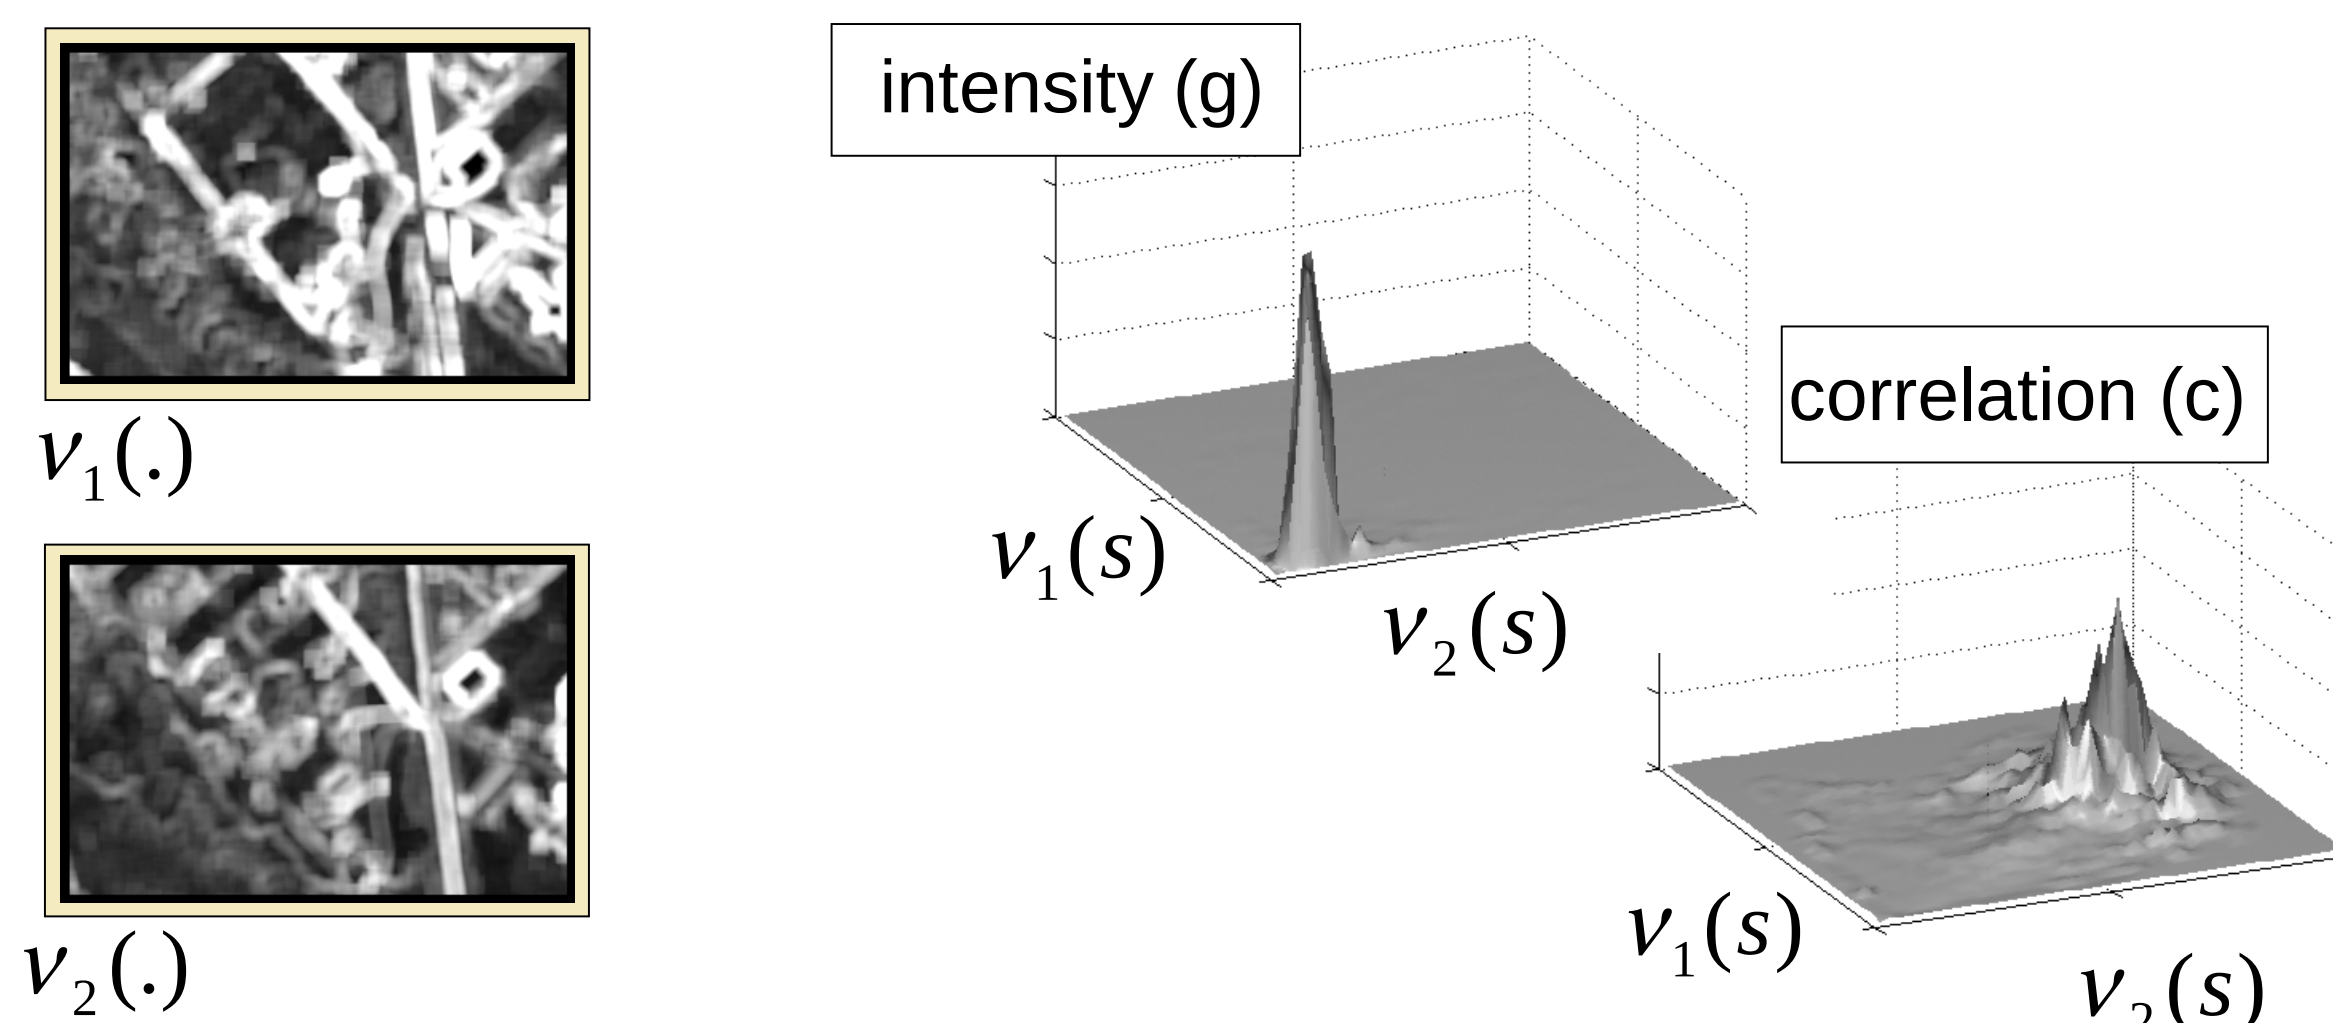 intensity (g)
correlation (c)
ν₁(.)
ν₁(s)
ν₂(s)
ν₂(.)
ν₁(s)
ν₂(s)